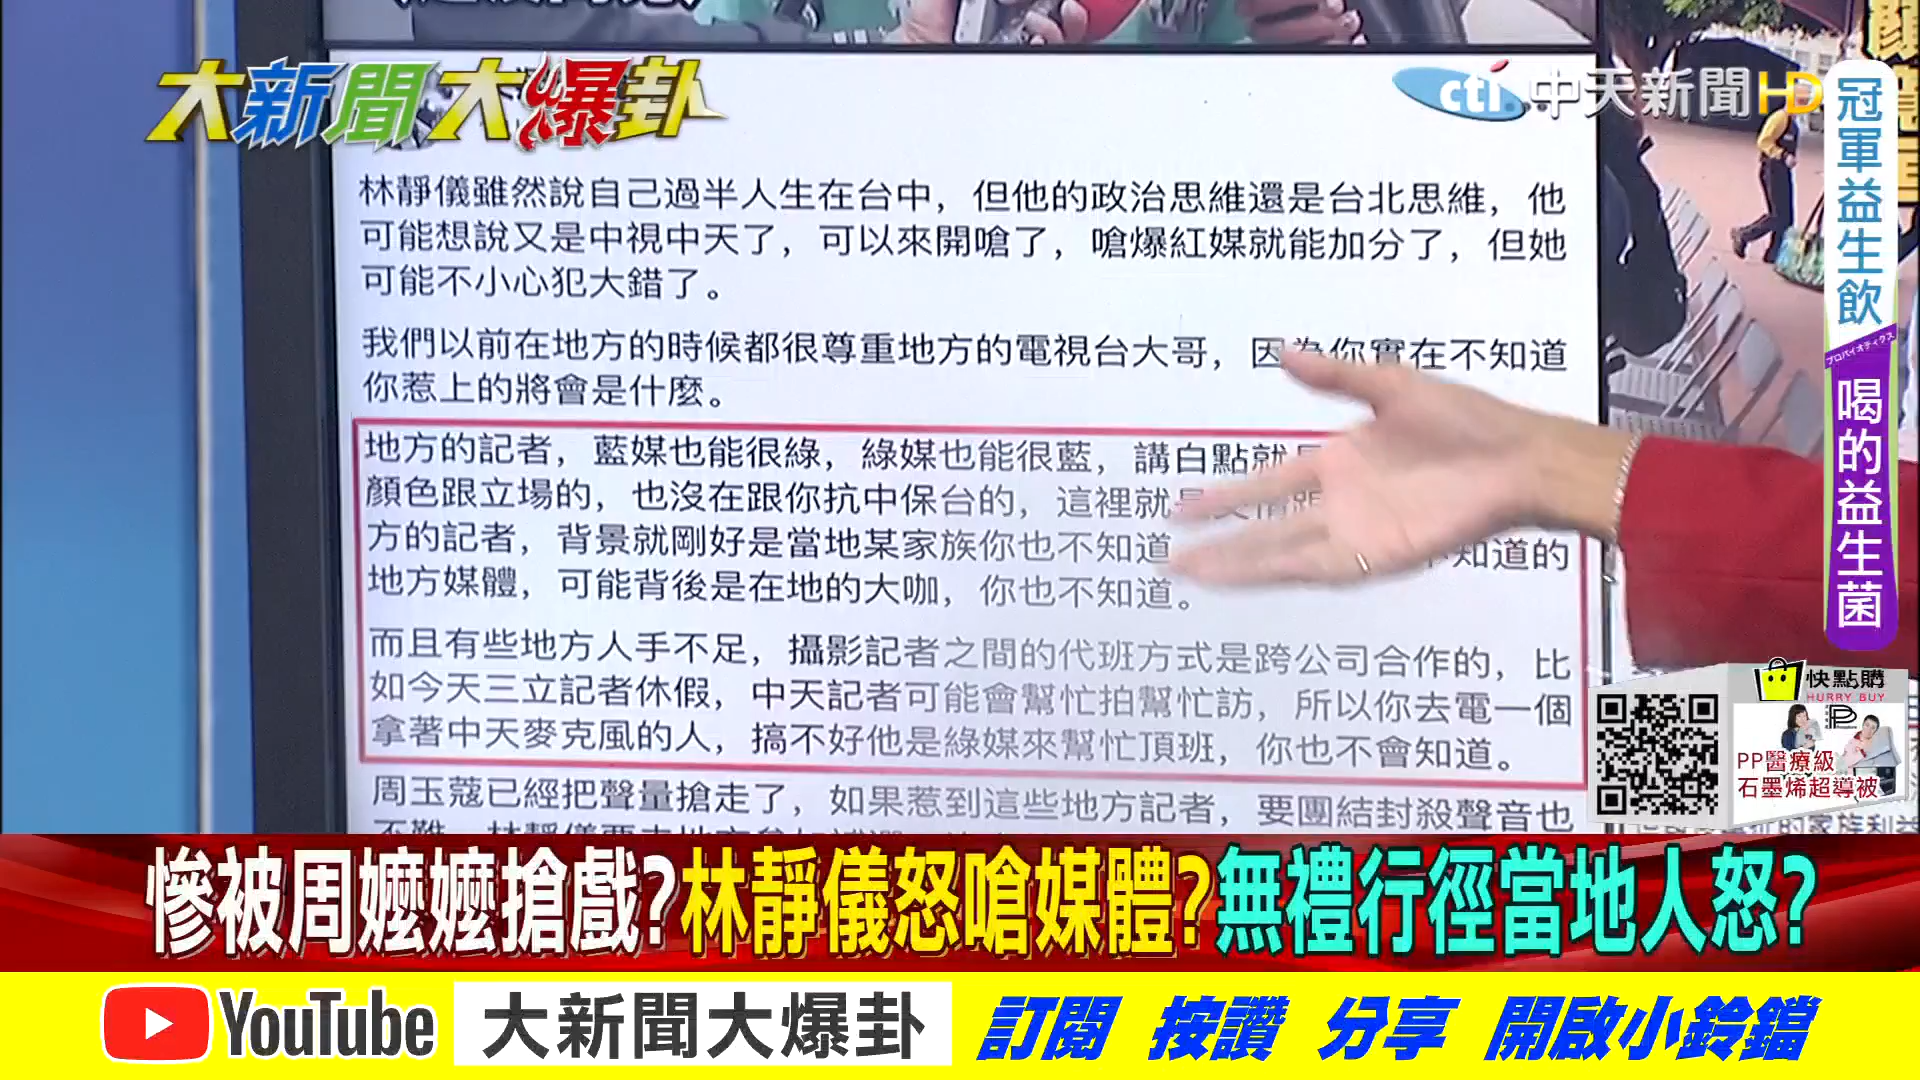 大新聞大爆卦
cti 中天新聞HD
林靜儀雖然說自己過半人生在台中，但他的政治思維還是台北思維，他
可能想說又是中視中天了，可以來開嗆了，嗆爆紅媒就能加分了，但她
可能不小心犯大錯了。
我們以前在地方的時候都很尊重地方的電視台大哥，因為你實在不知道
你惹上的將會是什麼。
地方的記者，藍媒也能很綠，綠媒也能很藍，講白點就
顏色跟立場的，也沒在跟你抗中保台的，這裡就是
方的記者，背景就剛好是當地某家族你也不知道 不知道的
地方媒體，可能背後是在地的大咖，你也不知道。
而且有些地方人手不足，攝影記者之間的代班方式是跨公司合作的，比
如今天三立記者休假，中天記者可能會幫忙拍幫忙訪，所以你去電一個
拿著中天麥克風的人，搞不好他是綠媒來幫忙頂班，你也不會知道。
周玉蔻已經把聲量搶走了，如果惹到這些地方記者，要團結封殺聲音也
冠軍益生飲
プロバイオティクス
喝的益生菌
快點購
HURRY BUY
PP醫療級
石墨烯超導被
慘被周嬤嬤搶戲?林靜儀怒嗆媒體?無禮行徑當地人怒?
YouTube 大新聞大爆卦 訂閱 按讚 分享 開啟小鈴鐺